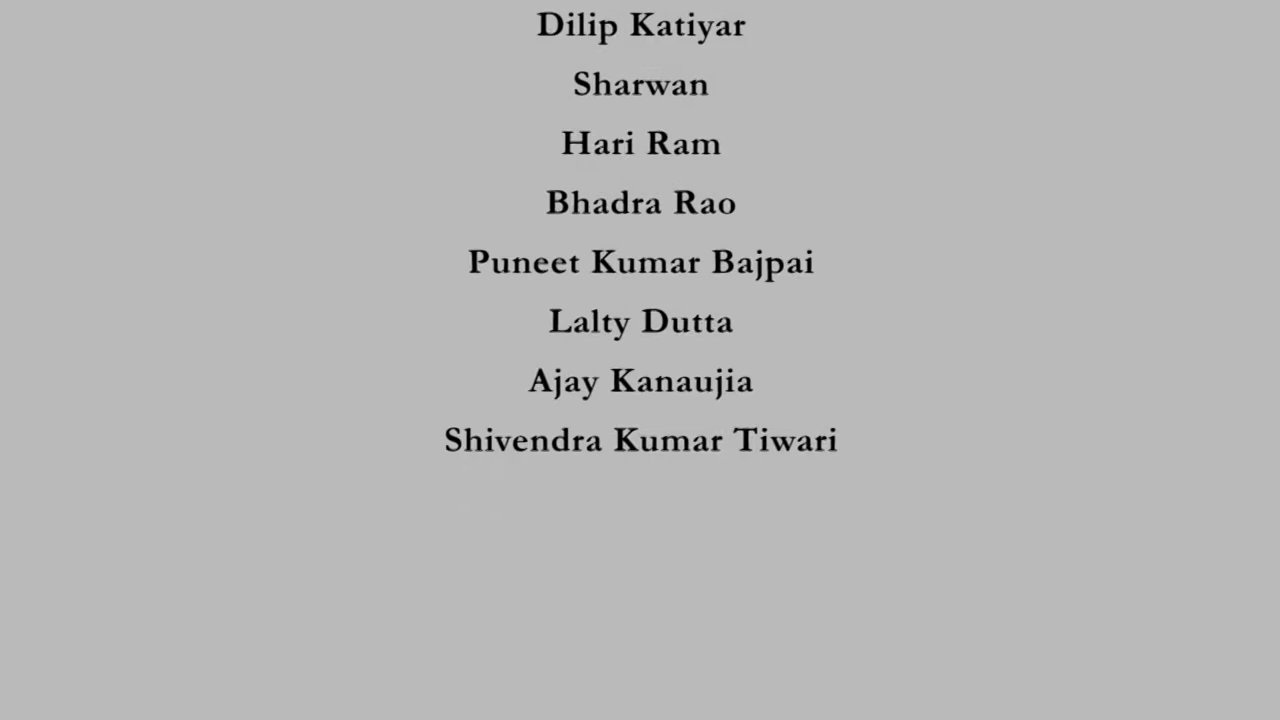 Dilip Katiyar
Sharwan
Hari Ram
Bhadra Rao
Puneet Kumar Bajpai
Lalty Dutta
Ajay Kanaujia
Shivendra Kumar Tiwari